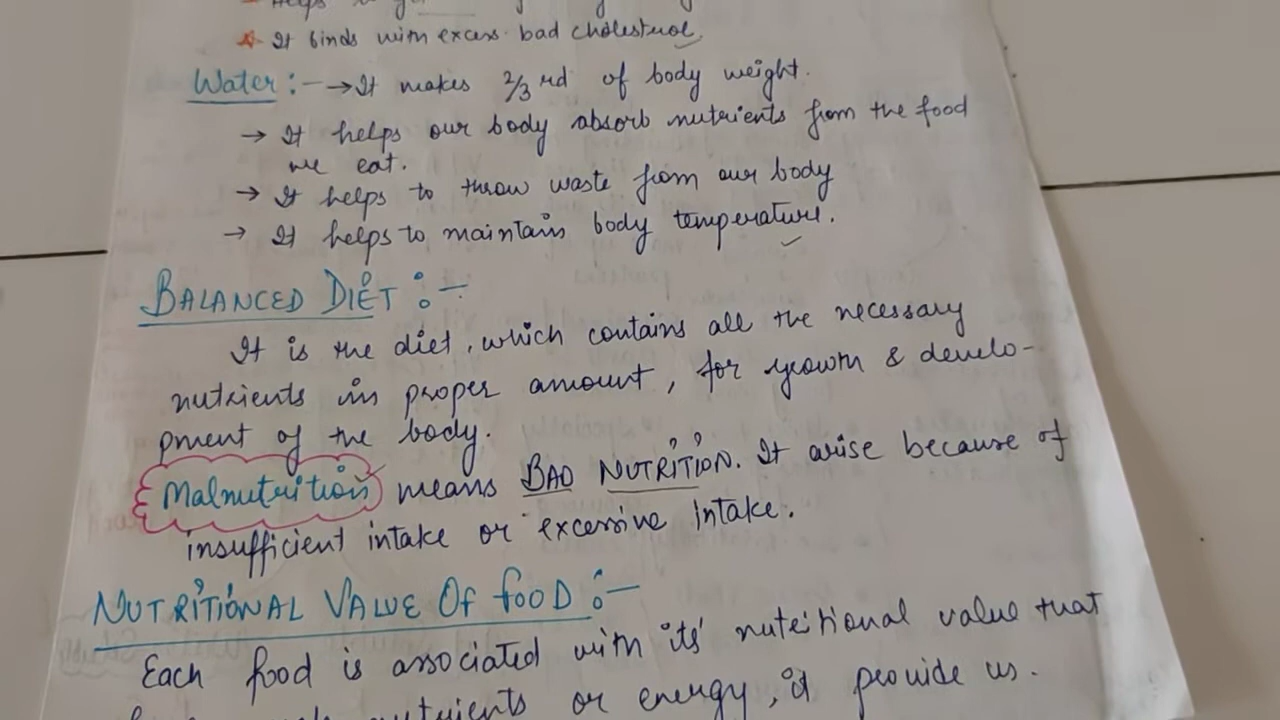 Helps
* It binds with excess bad cholestrol.
Water :- → It makes 2/3 rd of body weight.
→ It helps our body absorb nutrients from the food
we eat.
→ It helps to throw waste from our body
→ It helps to maintain body temperature.
BALANCED DIET :-
It is the diet, which contains all the necessary
nutrients in proper amount, for growth & develo-
pment of the body.
Malnutrition means BAD NUTRITION. It arise because of
insufficient intake or excessive intake.
NUTRITIONAL VALUE OF FOOD :-
Each food is associated with its' nutritional value that
nutrients or energy, it provide us.